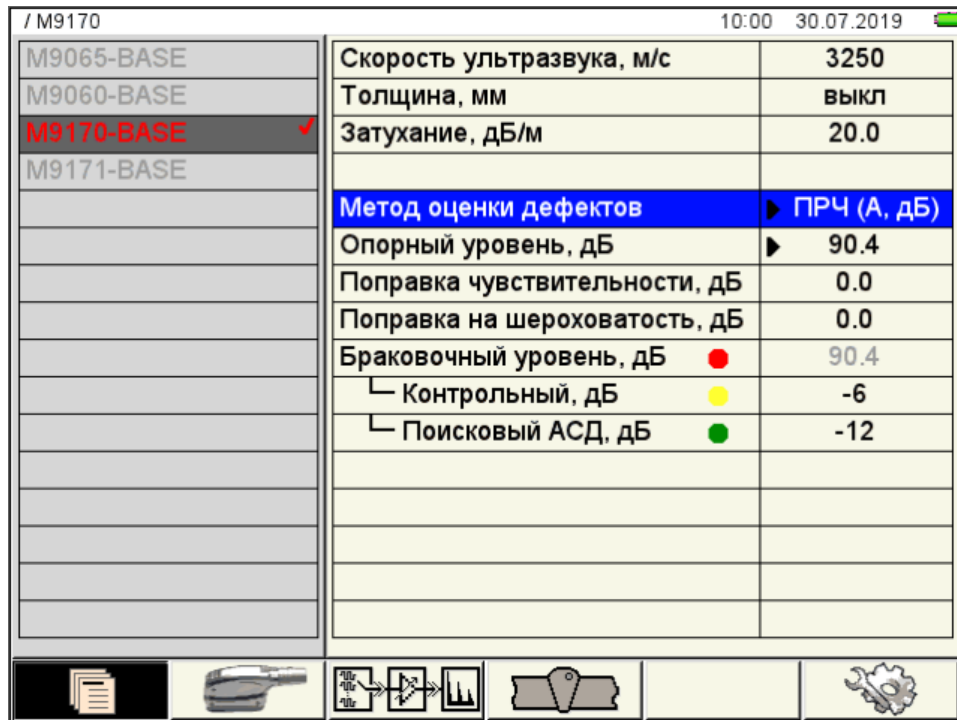 / M9170 10:00 30.07.2019
M9065-BASE
M9060-BASE
M9170-BASE
M9171-BASE
Скорость ультразвука, м/с 3250
Толщина, мм выкл
Затухание, дБ/м 20.0
Метод оценки дефектов ПРЧ (А, дБ)
Опорный уровень, дБ 90.4
Поправка чувствительности, дБ 0.0
Поправка на шероховатость, дБ 0.0
Браковочный уровень, дБ 90.4
Контрольный, дБ -6
Поисковый АСД, дБ -12